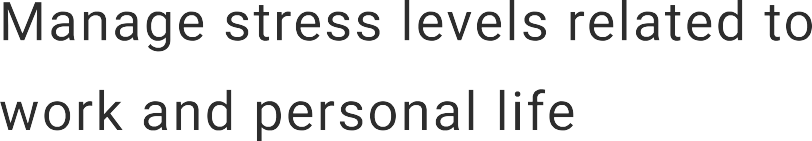 Manage stress levels related to
work and personal life